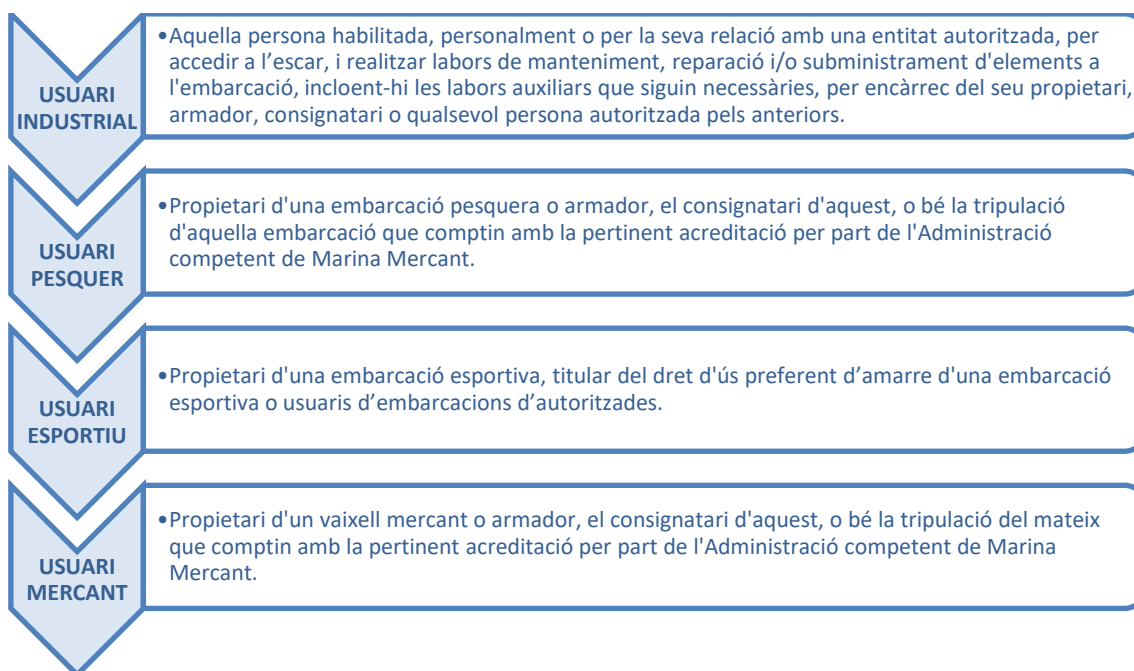 USUARI
INDUSTRIAL
•Aquella persona habilitada, personalment o per la seva relació amb una entitat autoritzada, per
accedir a l’escar, i realitzar labors de manteniment, reparació i/o subministrament d'elements a
l'embarcació, incloent-hi les labors auxiliars que siguin necessàries, per encàrrec del seu propietari,
armador, consignatari o qualsevol persona autoritzada pels anteriors.
USUARI
PESQUER
•Propietari d'una embarcació pesquera o armador, el consignatari d'aquest, o bé la tripulació
d'aquella embarcació que comptin amb la pertinent acreditació per part de l'Administració
competent de Marina Mercant.
USUARI
ESPORTIU
•Propietari d'una embarcació esportiva, titular del dret d'ús preferent d’amarre d'una embarcació
esportiva o usuaris d’embarcacions d’autoritzades.
USUARI
MERCANT
•Propietari d'un vaixell mercant o armador, el consignatari d'aquest, o bé la tripulació del mateix
que comptin amb la pertinent acreditació per part de l'Administració competent de Marina
Mercant.